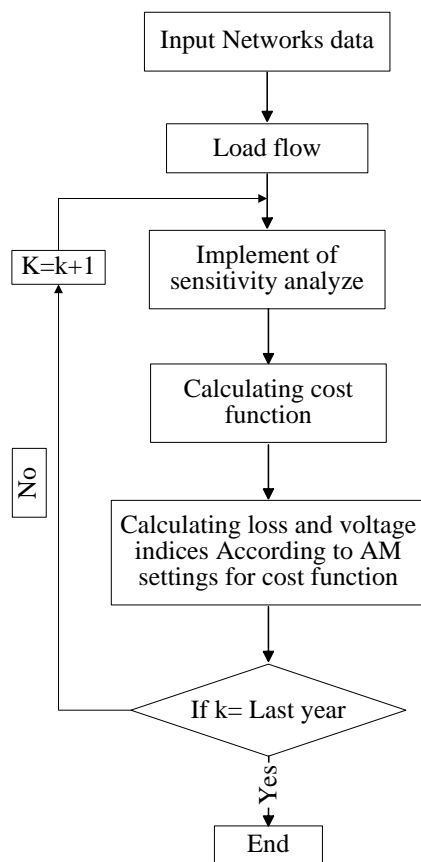 Input Networks data
Load flow
K=k+1
Implement of
sensitivity analyze
Calculating cost
function
No
Calculating loss and voltage
indices According to AM
settings for cost function
If k= Last year
Yes
End